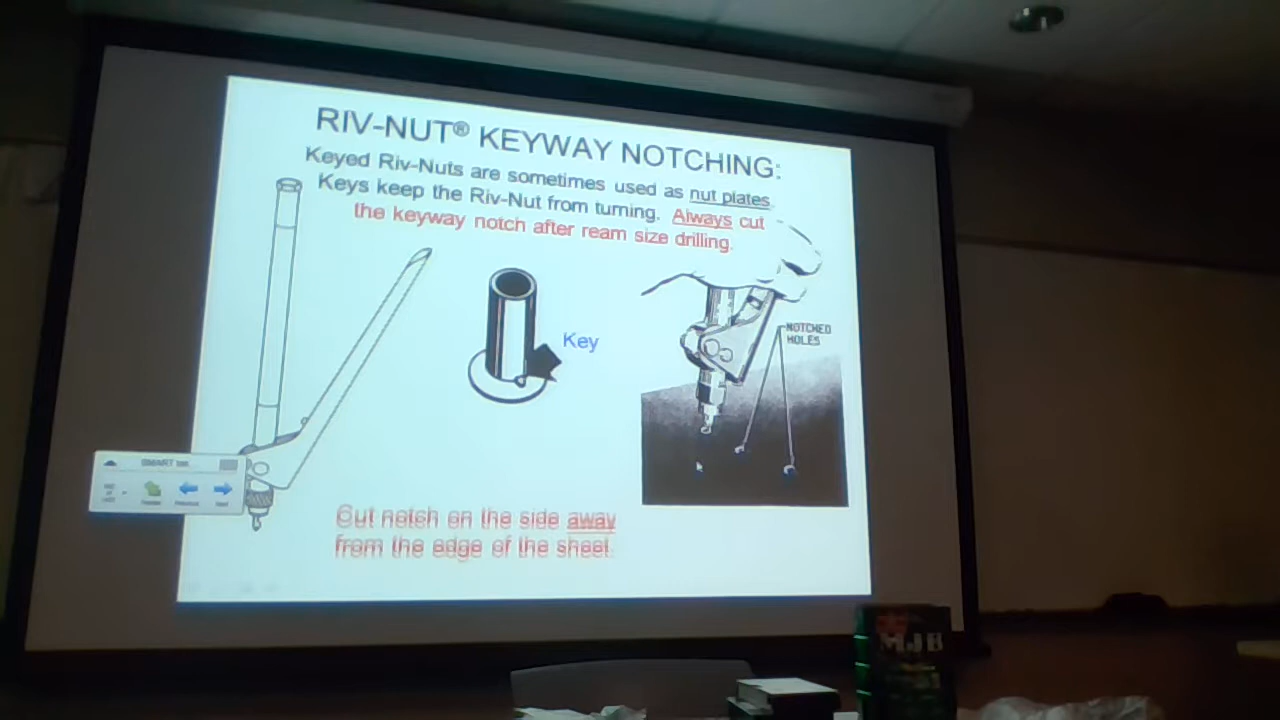 RIV-NUT® KEYWAY NOTCHING:
Keyed Riv-Nuts are sometimes used as nut plates.
Keys keep the Riv-Nut from turning. Always cut
the keyway notch after ream size drilling.
Key
NOTCHED
HOLES
Cut notch on the side away
from the edge of the sheet.
MJB